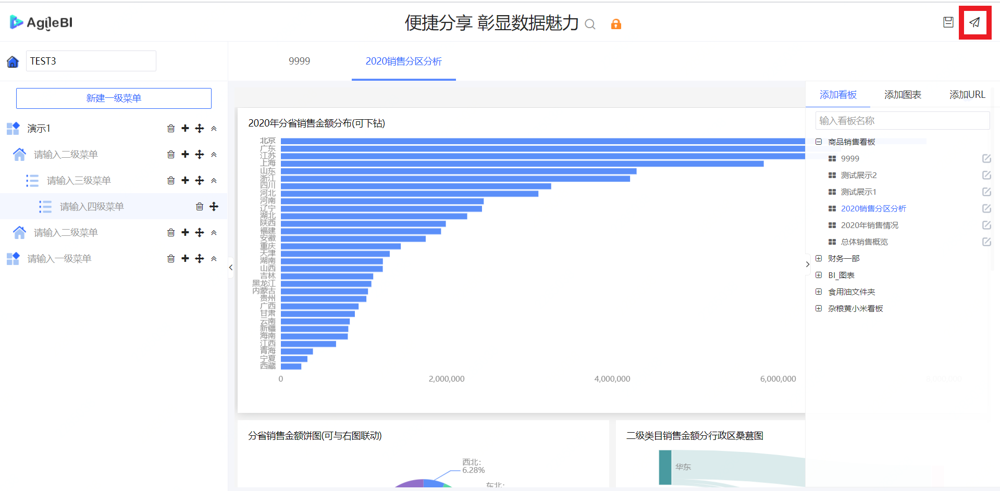 AgileBI
便捷分享 彰显数据魅力
TEST3
9999
2020销售分区分析
新建一级菜单
演示1
请输入二级菜单
请输入三级菜单
请输入四级菜单
请输入二级菜单
请输入一级菜单
2020年分省销售金额分布(可下钻)
北京
广东
江苏
上海
山东
浙江
四川
河北
河南
辽宁
湖北
陕西
福建
安徽
重庆
天津
湖南
山西
吉林
黑龙江
内蒙古
贵州
广西
甘肃
云南
新疆
海南
江西
青海
宁夏
西藏
0
2,000,000
4,000,000
6,000,000
8,000,000
分省销售金额饼图(可与右图联动)
西北:
6.28%
东北:
二级类目销售金额分行政区桑葚图
华东
添加看板
添加图表
添加URL
输入看板名称
商品销售看板
9999
测试展示2
测试展示1
2020销售分区分析
2020年销售情况
总体销售概览
财务一部
BI_图表
食用油文件夹
杂粮黄小米看板